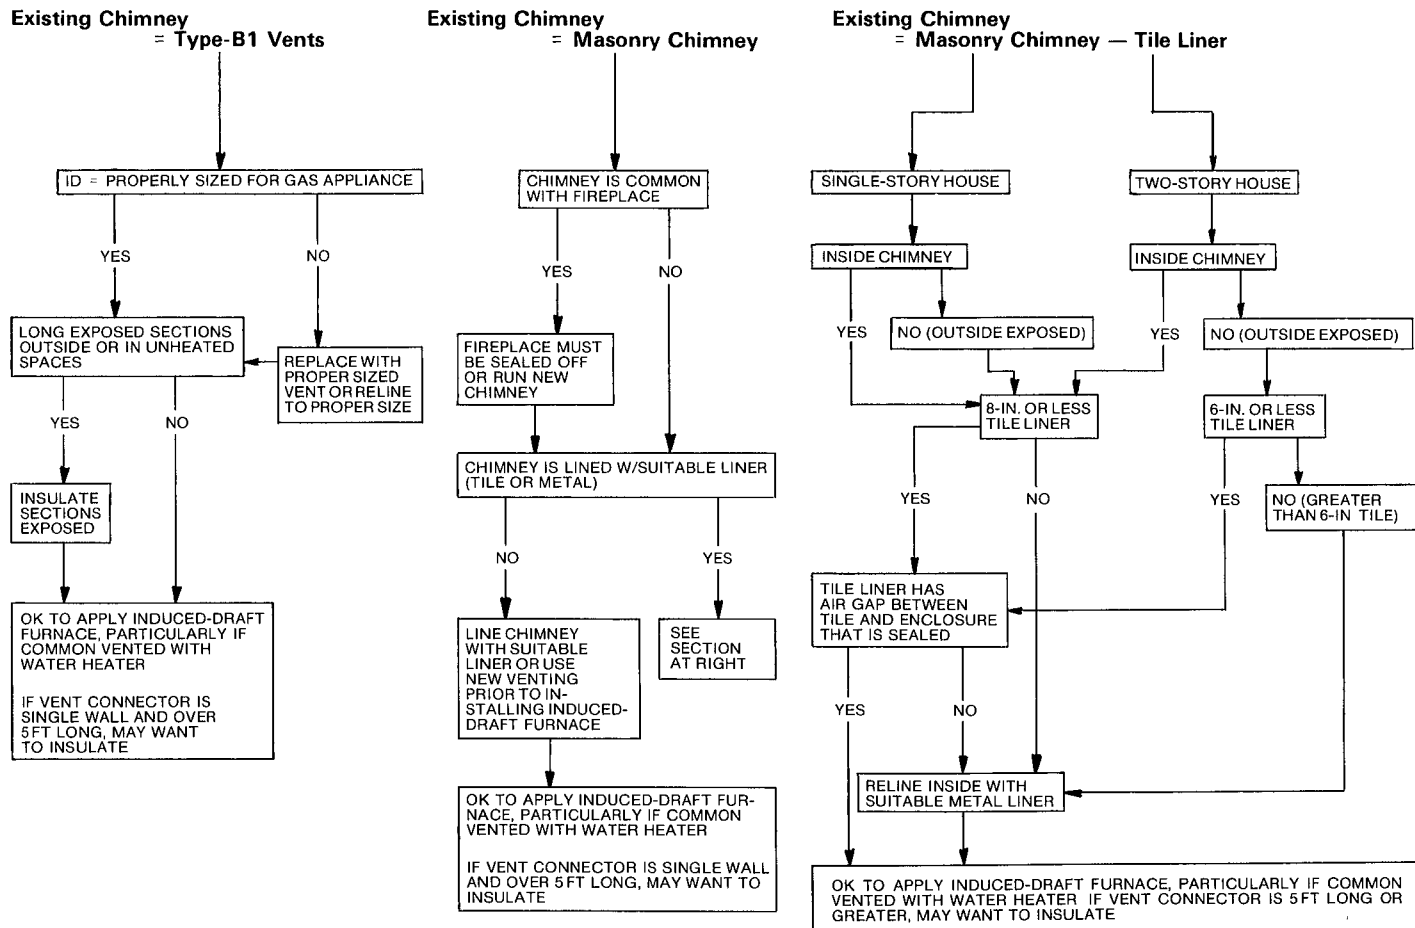 Existing Chimney
= Type-B1 Vents
ID = PROPERLY SIZED FOR GAS APPLIANCE
YES
NO
LONG EXPOSED SECTIONS
OUTSIDE OR IN UNHEATED
SPACES
REPLACE WITH
PROPER SIZED
VENT OR RELINE
TO PROPER SIZE
YES
NO
INSULATE
SECTIONS
EXPOSED
OK TO APPLY INDUCED-DRAFT
FURNACE, PARTICULARLY IF
COMMON VENTED WITH
WATER HEATER
IF VENT CONNECTOR IS
SINGLE WALL AND OVER
5 FT LONG, MAY WANT
TO INSULATE
Existing Chimney
= Masonry Chimney
CHIMNEY IS COMMON
WITH FIREPLACE
YES
NO
FIREPLACE MUST
BE SEALED OFF
OR RUN NEW
CHIMNEY
CHIMNEY IS LINED W/SUITABLE LINER
(TILE OR METAL)
NO
YES
LINE CHIMNEY
WITH SUITABLE
LINER OR USE
NEW VENTING
PRIOR TO IN-
STALLING INDUCED-
DRAFT FURNACE
SEE
SECTION
AT RIGHT
OK TO APPLY INDUCED-DRAFT FUR-
NACE, PARTICULARLY IF COMMON
VENTED WITH WATER HEATER
IF VENT CONNECTOR IS SINGLE WALL
AND OVER 5 FT LONG, MAY WANT TO
INSULATE
Existing Chimney
= Masonry Chimney — Tile Liner
SINGLE-STORY HOUSE
TWO-STORY HOUSE
INSIDE CHIMNEY
INSIDE CHIMNEY
YES
NO (OUTSIDE EXPOSED)
YES
NO (OUTSIDE EXPOSED)
8-IN. OR LESS
TILE LINER
6-IN. OR LESS
TILE LINER
YES
NO
YES
NO (GREATER
THAN 6-IN TILE)
TILE LINER HAS
AIR GAP BETWEEN
TILE AND ENCLOSURE
THAT IS SEALED
YES
NO
RELINE INSIDE WITH
SUITABLE METAL LINER
OK TO APPLY INDUCED-DRAFT FURNACE, PARTICULARLY IF COMMON
VENTED WITH WATER HEATER IF VENT CONNECTOR IS 5 FT LONG OR
GREATER, MAY WANT TO INSULATE